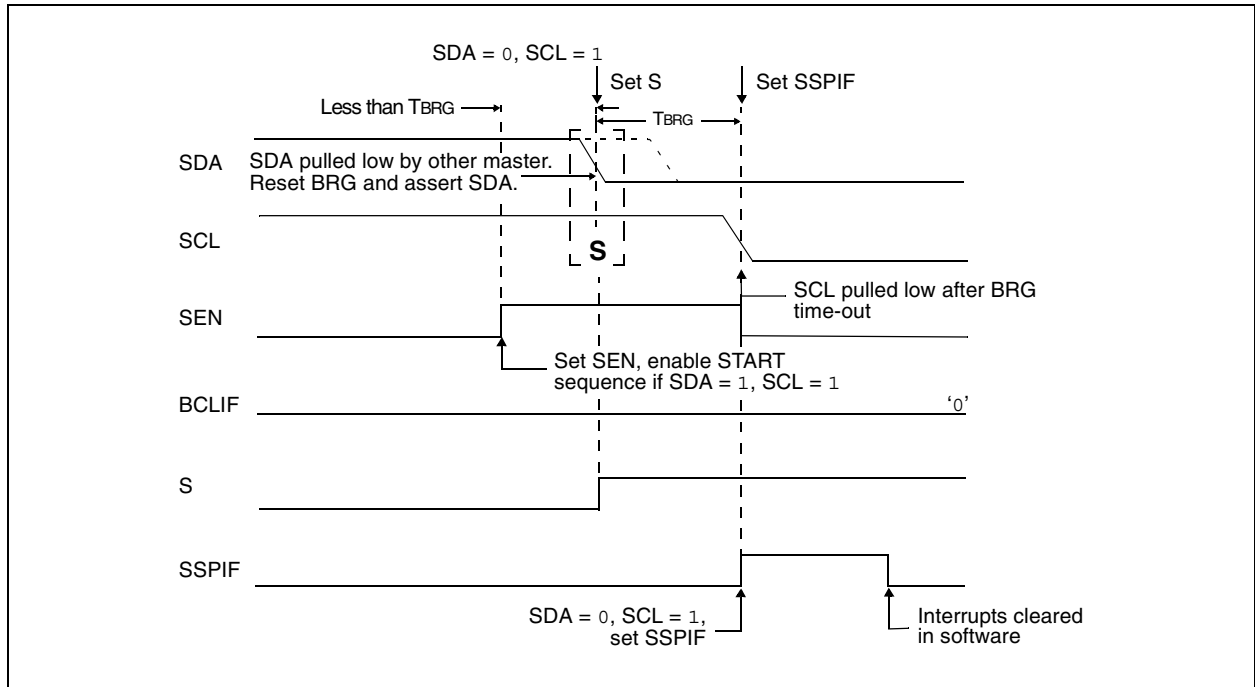 SDA = 0, SCL = 1
Set S
Set SSPIF
Less than TBRG
TBRG
SDA
SDA pulled low by other master.
Reset BRG and assert SDA.
SCL
S
SCL pulled low after BRG
time-out
SEN
Set SEN, enable START
sequence if SDA = 1, SCL = 1
BCLIF
‘0’
S
SSPIF
SDA = 0, SCL = 1,
set SSPIF
Interrupts cleared
in software